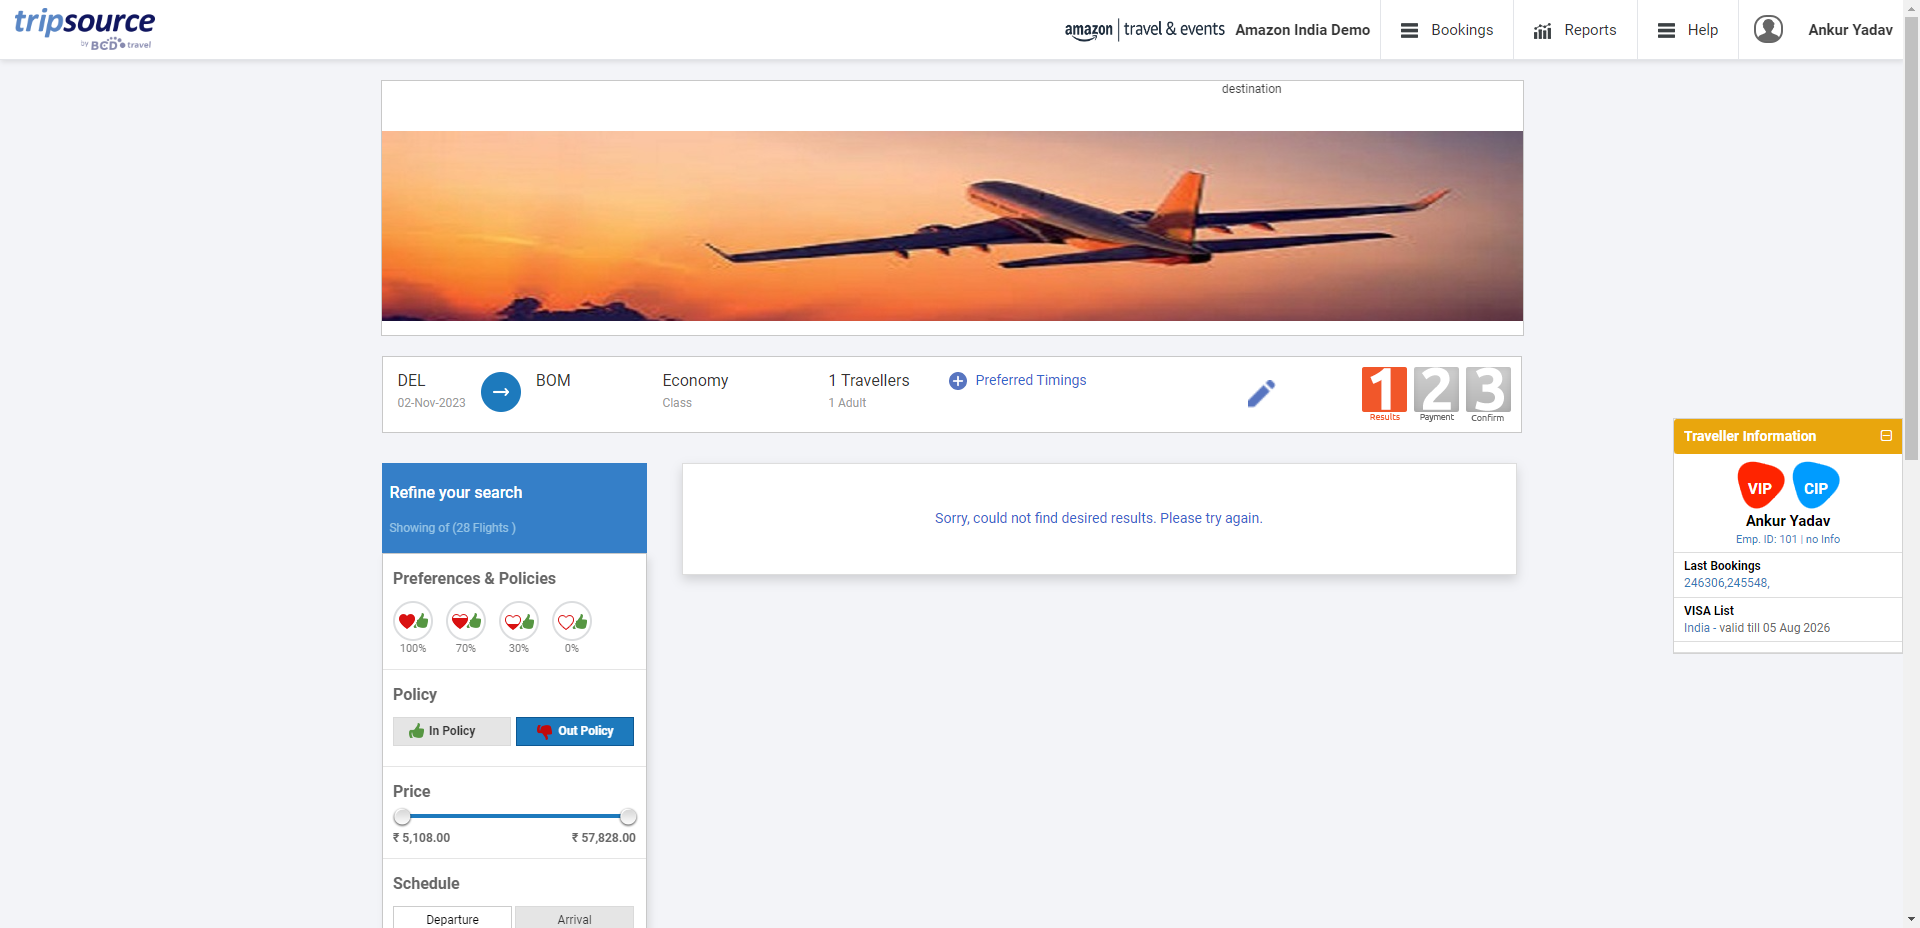 tripsource
by BCD travel
amazon | travel & events Amazon India Demo
Bookings
Reports
Help
Ankur Yadav
destination
DEL
02-Nov-2023
BOM
Economy
Class
1 Travellers
1 Adult
Preferred Timings
1
Results
2
Payment
3
Confirm
Refine your search
Showing of (28 Flights )
Preferences & Policies
100% 70% 30% 0%
Policy
In Policy
Out Policy
Price
₹ 5,108.00 ₹ 57,828.00
Schedule
Departure
Arrival
Sorry, could not find desired results. Please try again.
Traveller Information
VIP CIP
Ankur Yadav
Emp. ID: 101 | no Info
Last Bookings
246306,245548,
VISA List
India - valid till 05 Aug 2026